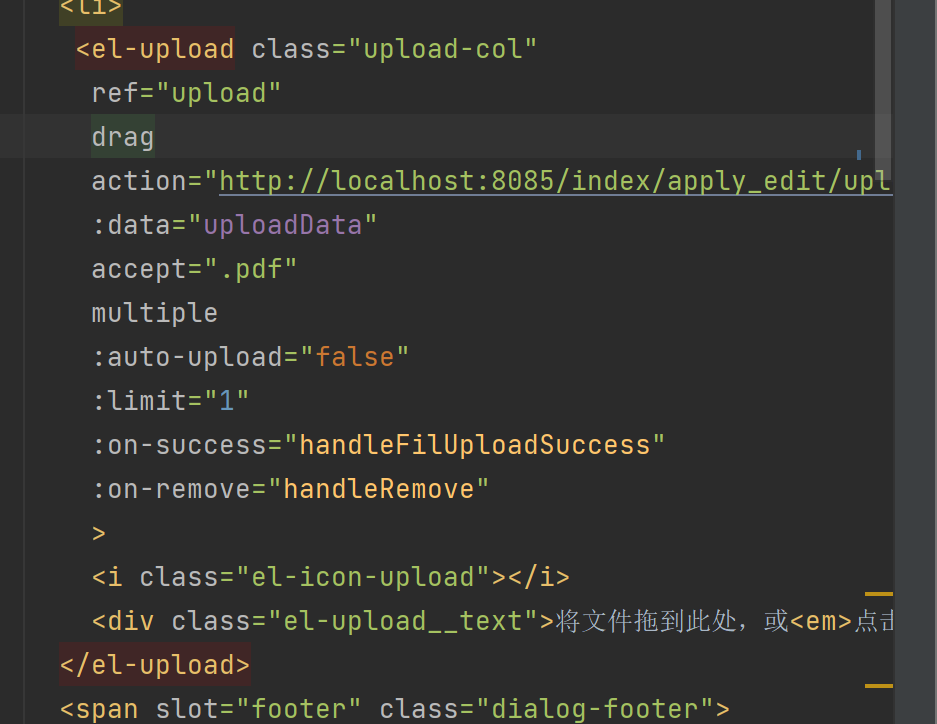 <li>
<el-upload class="upload-col"
ref="upload"
drag
action="http://localhost:8085/index/apply_edit/upl
:data="uploadData"
accept=".pdf"
multiple
:auto-upload="false"
:limit="1"
:on-success="handleFilUploadSuccess"
:on-remove="handleRemove"
>
<i class="el-icon-upload"></i>
<div class="el-upload__text">将文件拖到此处，或<em>点击
</el-upload>
<span slot="footer" class="dialog-footer">